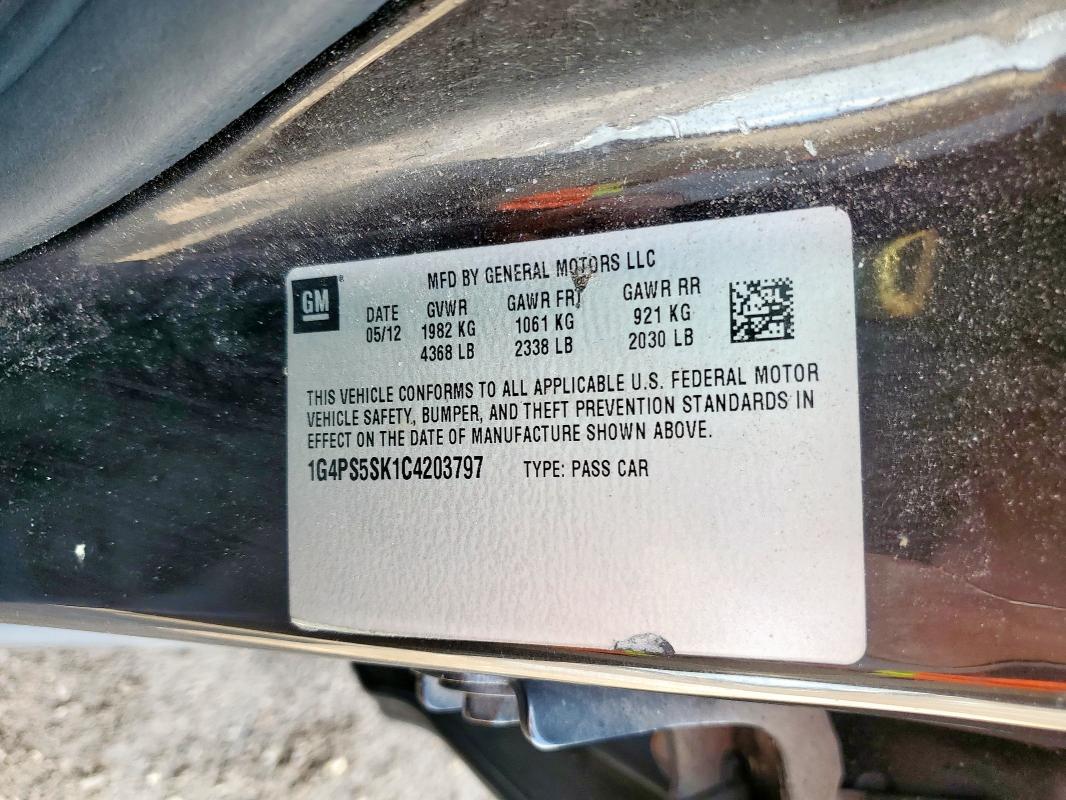 GM
MFD BY GENERAL MOTORS LLC
DATE GVWR GAWR FR GAWR RR
05/12 1982 KG 1061 KG 921 KG
4368 LB 2338 LB 2030 LB
THIS VEHICLE CONFORMS TO ALL APPLICABLE U.S. FEDERAL MOTOR
VEHICLE SAFETY, BUMPER, AND THEFT PREVENTION STANDARDS IN
EFFECT ON THE DATE OF MANUFACTURE SHOWN ABOVE.
1G4PS5SK1C4203797 TYPE: PASS CAR